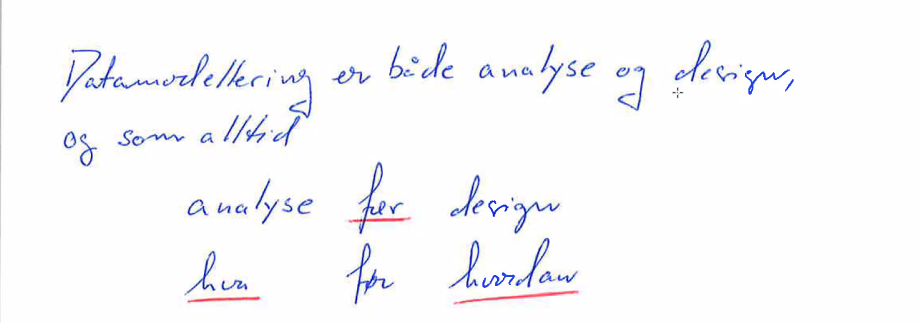 Datamodellering er både analyse og design,
og som alltid
analyse før design
hva før hvordan